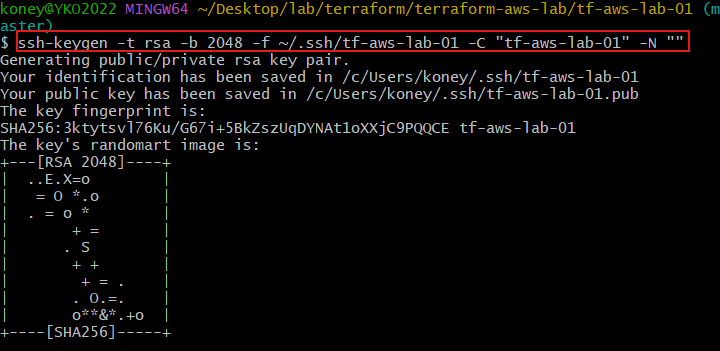 koney@YKO2022 MINGW64 ~/Desktop/lab/terraform/terraform-aws-lab/tf-aws-lab-01 (m
aster)
$ ssh-keygen -t rsa -b 2048 -f ~/.ssh/tf-aws-lab-01 -C "tf-aws-lab-01" -N ""
Generating public/private rsa key pair.
Your identification has been saved in /c/Users/koney/.ssh/tf-aws-lab-01
Your public key has been saved in /c/Users/koney/.ssh/tf-aws-lab-01.pub
The key fingerprint is:
SHA256:3ktytsvl76Ku/G67i+5BkZszUqDYNAt1oXXjC9PQQCE tf-aws-lab-01
The key's randomart image is:
+---[RSA 2048]----+
|  ..E.X=o        |
|   = O *.o       |
|  . = o *        |
|       + =       |
|      . S        |
|       + +       |
|        + = .    |
|       . O.=.    |
|       o**&*.+o  |
+----[SHA256]-----+